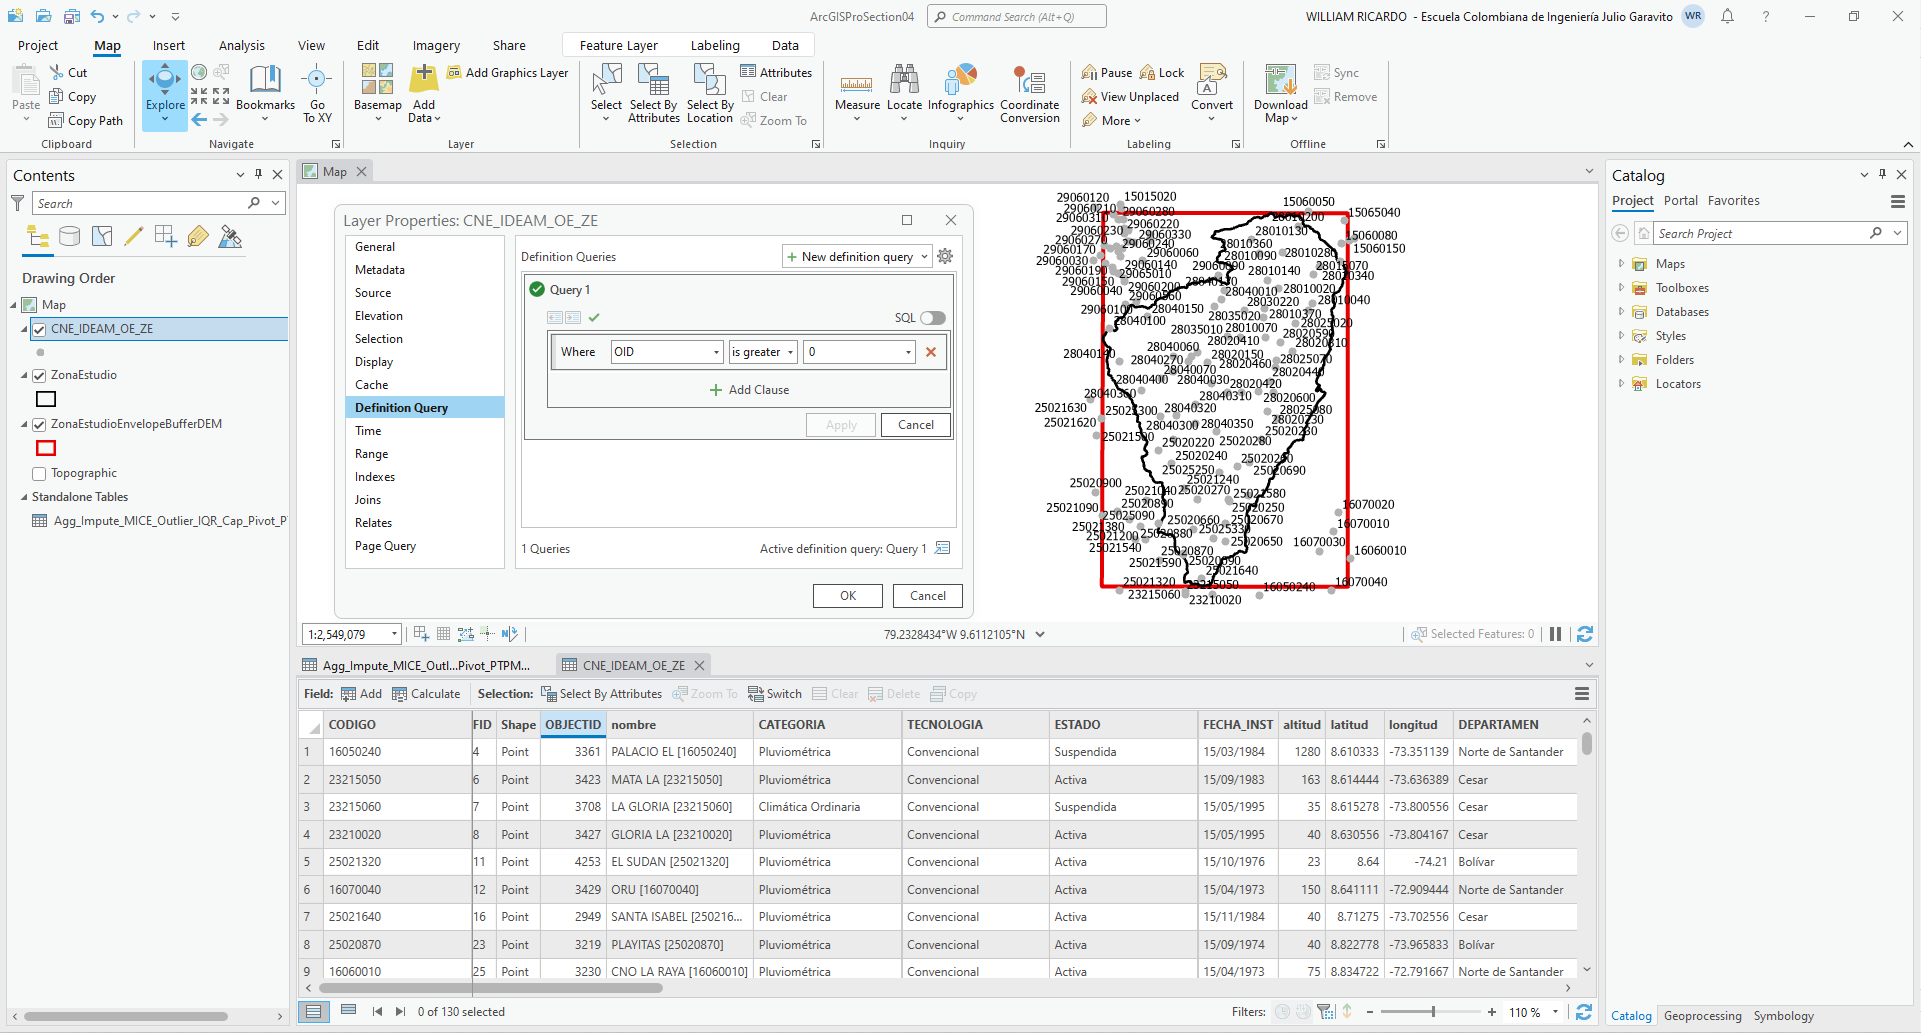 ArcGISProSection04
Command Search (Alt+Q)
WILLIAM RICARDO - Escuela Colombiana de Ingeniería Julio Garavito
WR
Project Map Insert Analysis View Edit Imagery Share Feature Layer Labeling Data
Paste
Cut
Copy
Copy Path
Clipboard
Explore
Bookmarks
Go To XY
Navigate
Basemap
Add Data
Add Graphics Layer
Layer
Select
Select By Attributes
Select By Location
Attributes
Clear
Zoom To
Selection
Measure
Locate
Infographics
Coordinate Conversion
Inquiry
Pause
Lock
View Unplaced
More
Convert
Labeling
Download Map
Sync
Remove
Offline
Contents
Search
Drawing Order
Map
CNE_IDEAM_OE_ZE
ZonaEstudio
ZonaEstudioEnvelopeBufferDEM
Topographic
Standalone Tables
Agg_Impute_MICE_Outlier_IQR_Cap_Pivot_P
Map
Layer Properties: CNE_IDEAM_OE_ZE
General
Metadata
Source
Elevation
Selection
Display
Cache
Definition Query
Time
Range
Indexes
Joins
Relates
Page Query
Definition Queries
New definition query
Query 1
SQL
Where OID is greater 0
Add Clause
Apply Cancel
1 Queries
Active definition query: Query 1
OK Cancel
29060120 15015020
29060210 29060280
15060050
15065040
29060310
28010200
29060230 29060220
28010130
29060330
15060080
29060270 29060240
28010360
15060150
29060170 29060060
28010090 28010280
29060030
29060140 29060090
28015070
29060190 29065010
28010140
28010340
29060150 29060200
28010020
29060040
28040010
28010040
29060100
28040150 28030220
28040100
28035020 28010370
28025020
28035010 28010070
28020410
28040140
28040060 28020150
28040270
28025070
28040070 28020460
28020440
28040400 28040030
28020420
28040360
28040310 28020600
25021630
28040320
28025080
25021620
28040300 28040350
28020230
25020230
25020220 25020280
25020240
25020260
25025250
25020690
25020900
25021240
25020270 25021580
25021090
25020890
25020250
25025090
16070020
25021380
25020660 25020670
16070010
25021200 25020880 25025330
25021540
25020650 16070030
25020870
16060010
25021590
25021640
25021320
23215050
16050240
16070040
23215060
23210020
1:2,549,079
79.2328434°W 9.6112105°N
Selected Features: 0
Agg_Impute_MICE_Outl...Pivot_PTPM...
CNE_IDEAM_OE_ZE
Field: Add Calculate Selection: Select By Attributes Zoom To Switch Clear Delete Copy
CODIGO FID Shape OBJECTID nombre CATEGORIA TECNOLOGIA ESTADO FECHA_INST altitud latitud longitud DEPARTAMEN
1 16050240 4 Point 3361 PALACIO EL [16050240] Pluviométrica Convencional Suspendida 15/03/1984 1280 8.610333 -73.351139 Norte de Santander
2 23215050 6 Point 3423 MATA LA [23215050] Pluviométrica Convencional Activa 15/09/1983 163 8.614444 -73.636389 Cesar
3 23215060 7 Point 3708 LA GLORIA [23215060] Climática Ordinaria Convencional Suspendida 15/05/1995 35 8.615278 -73.800556 Cesar
4 23210020 8 Point 3427 GLORIA LA [23210020] Pluviométrica Convencional Activa 15/05/1995 40 8.630556 -73.804167 Cesar
5 25021320 11 Point 4253 EL SUDAN [25021320] Pluviométrica Convencional Activa 15/10/1976 23 8.64 -74.21 Bolívar
6 16070040 12 Point 3429 ORU [16070040] Pluviométrica Convencional Activa 15/04/1973 150 8.641111 -72.909444 Norte de Santander
7 25021640 16 Point 2949 SANTA ISABEL [250216... Pluviométrica Convencional Activa 15/11/1984 40 8.71275 -73.702556 Cesar
8 25020870 23 Point 3219 PLAYITAS [25020870] Pluviométrica Convencional Activa 15/09/1974 40 8.822778 -73.965833 Bolívar
9 16060010 25 Point 3230 CNO LA RAYA [16060010] Pluviométrica Convencional Activa 15/04/1973 75 8.834722 -72.791667 Norte de Santander
0 of 130 selected
Filters:
110 %
Catalog
Project Portal Favorites
Search Project
Maps
Toolboxes
Databases
Styles
Folders
Locators
Catalog Geoprocessing Symbology